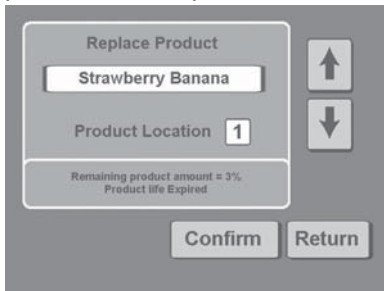 Replace Product
Strawberry Banana
Product Location 1
Remaining product amount = 3%
Product life Expired
Confirm
Return